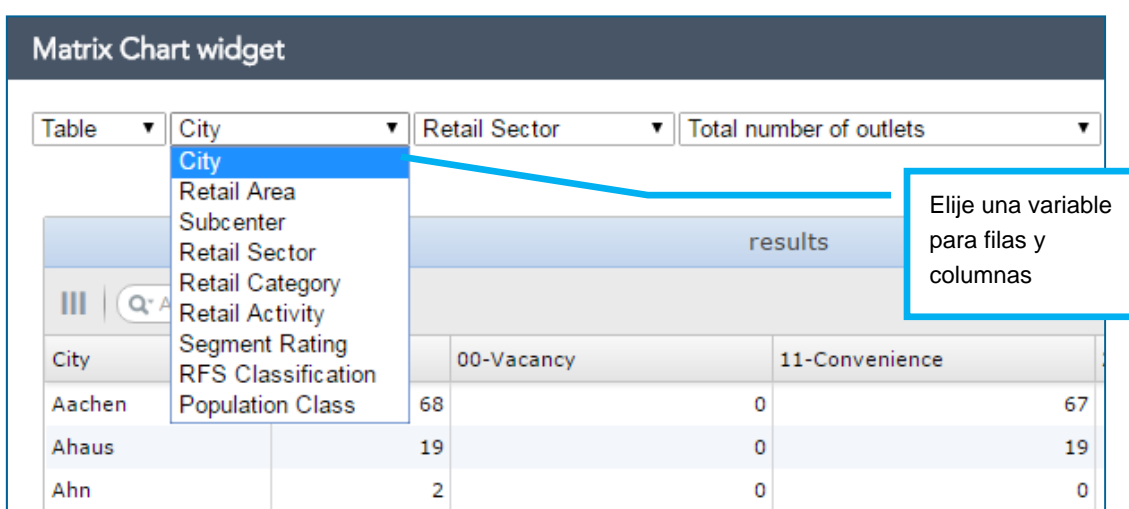 Matrix Chart widget
Table City Retail Sector Total number of outlets
City
Retail Area
Subcenter
Retail Sector
Retail Category
Retail Activity
Segment Rating
RFS Classification
Population Class
Elije una variable
para filas y
columnas
results
City 00-Vacancy 11-Convenience
Aachen 68 0 67
Ahaus 19 0 19
Ahn 2 0 0